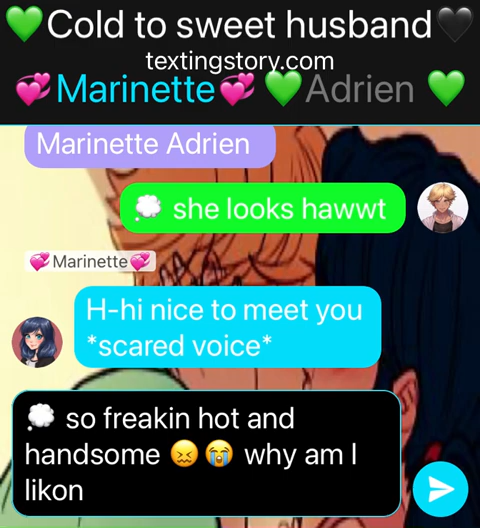 💚Cold to sweet husband🖤
textingstory.com
💞Marinette💞 💚Adrien 💚
Marinette Adrien
💭 she looks hawwt
💞Marinette💞
H-hi nice to meet you
*scared voice*
💭 so freakin hot and
handsome 😖😭 why am I
likon